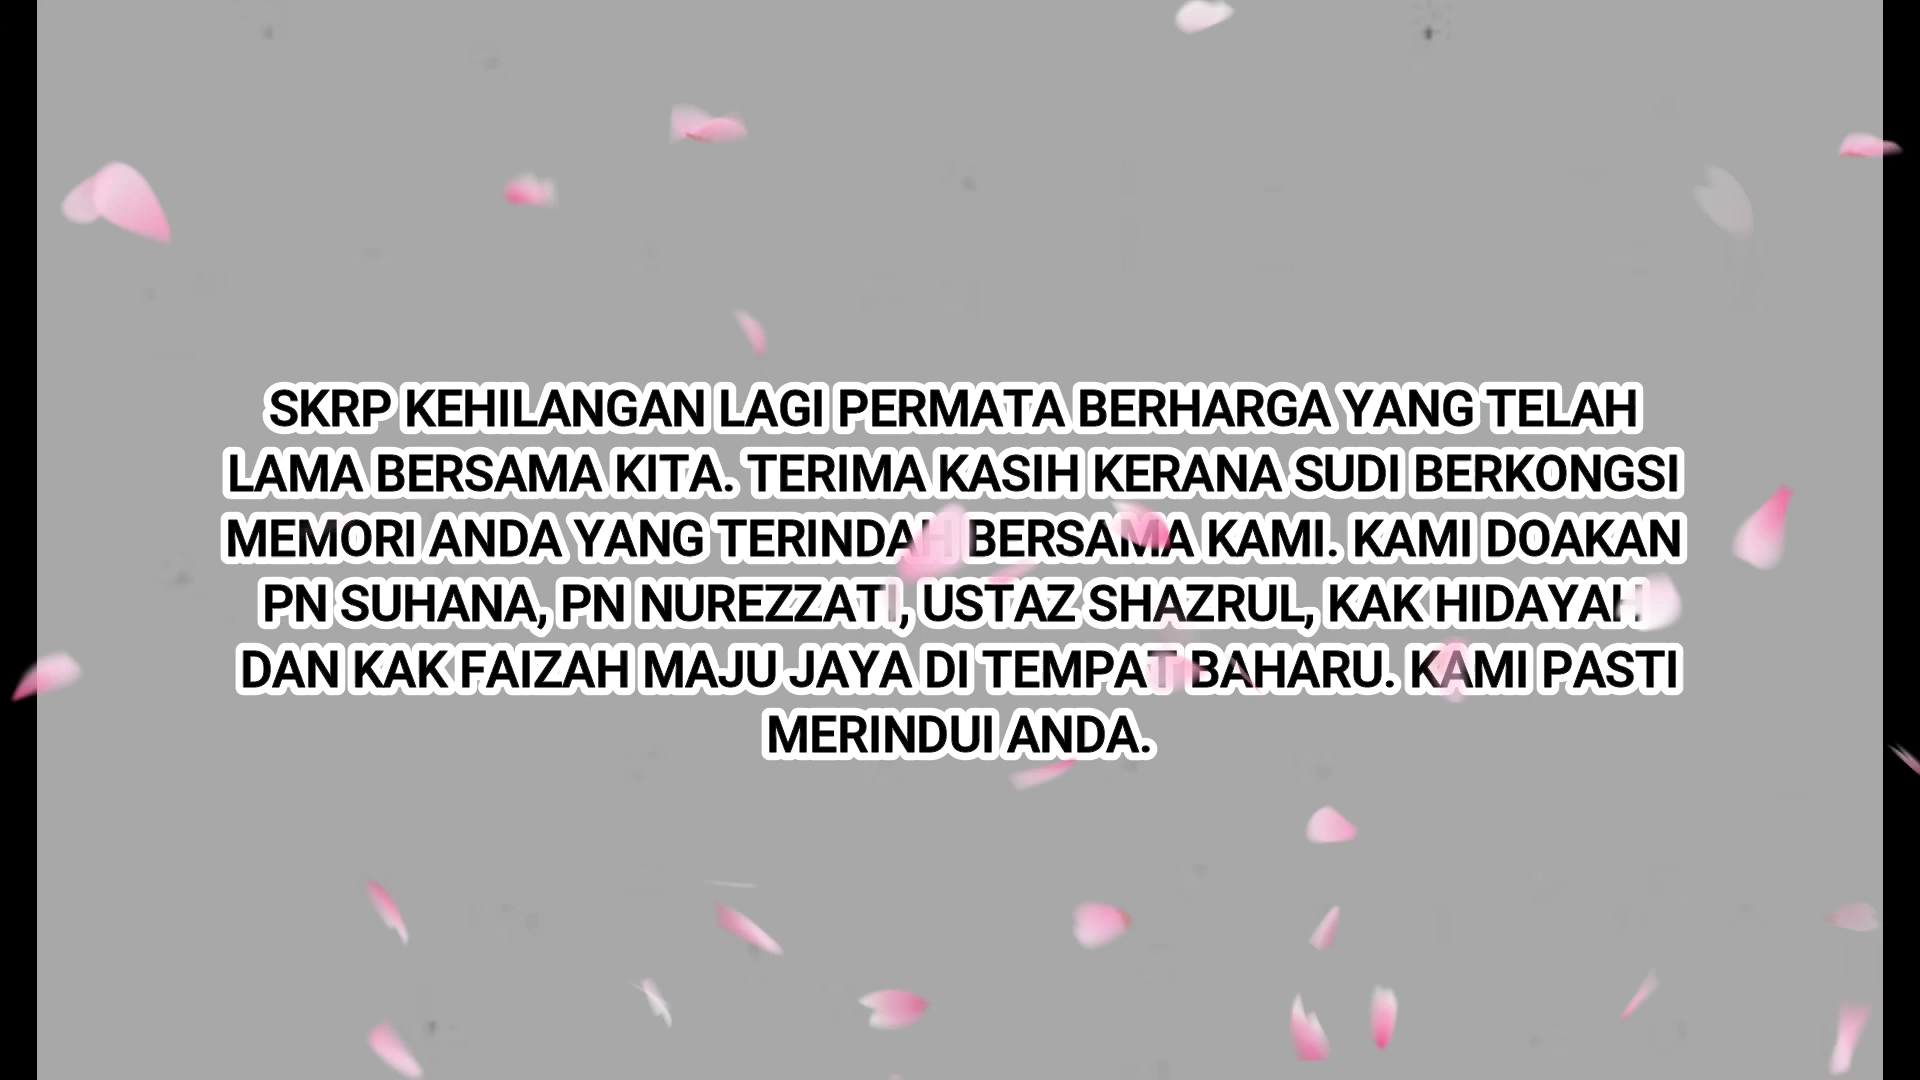 SKRP KEHILANGAN LAGI PERMATA BERHARGA YANG TELAH
LAMA BERSAMA KITA. TERIMA KASIH KERANA SUDI BERKONGSI
MEMORI ANDA YANG TERINDAH BERSAMA KAMI. KAMI DOAKAN
PN SUHANA, PN NUREZZATI, USTAZ SHAZRUL, KAK HIDAYAH
DAN KAK FAIZAH MAJU JAYA DI TEMPAT BAHARU. KAMI PASTI
MERINDUI ANDA.